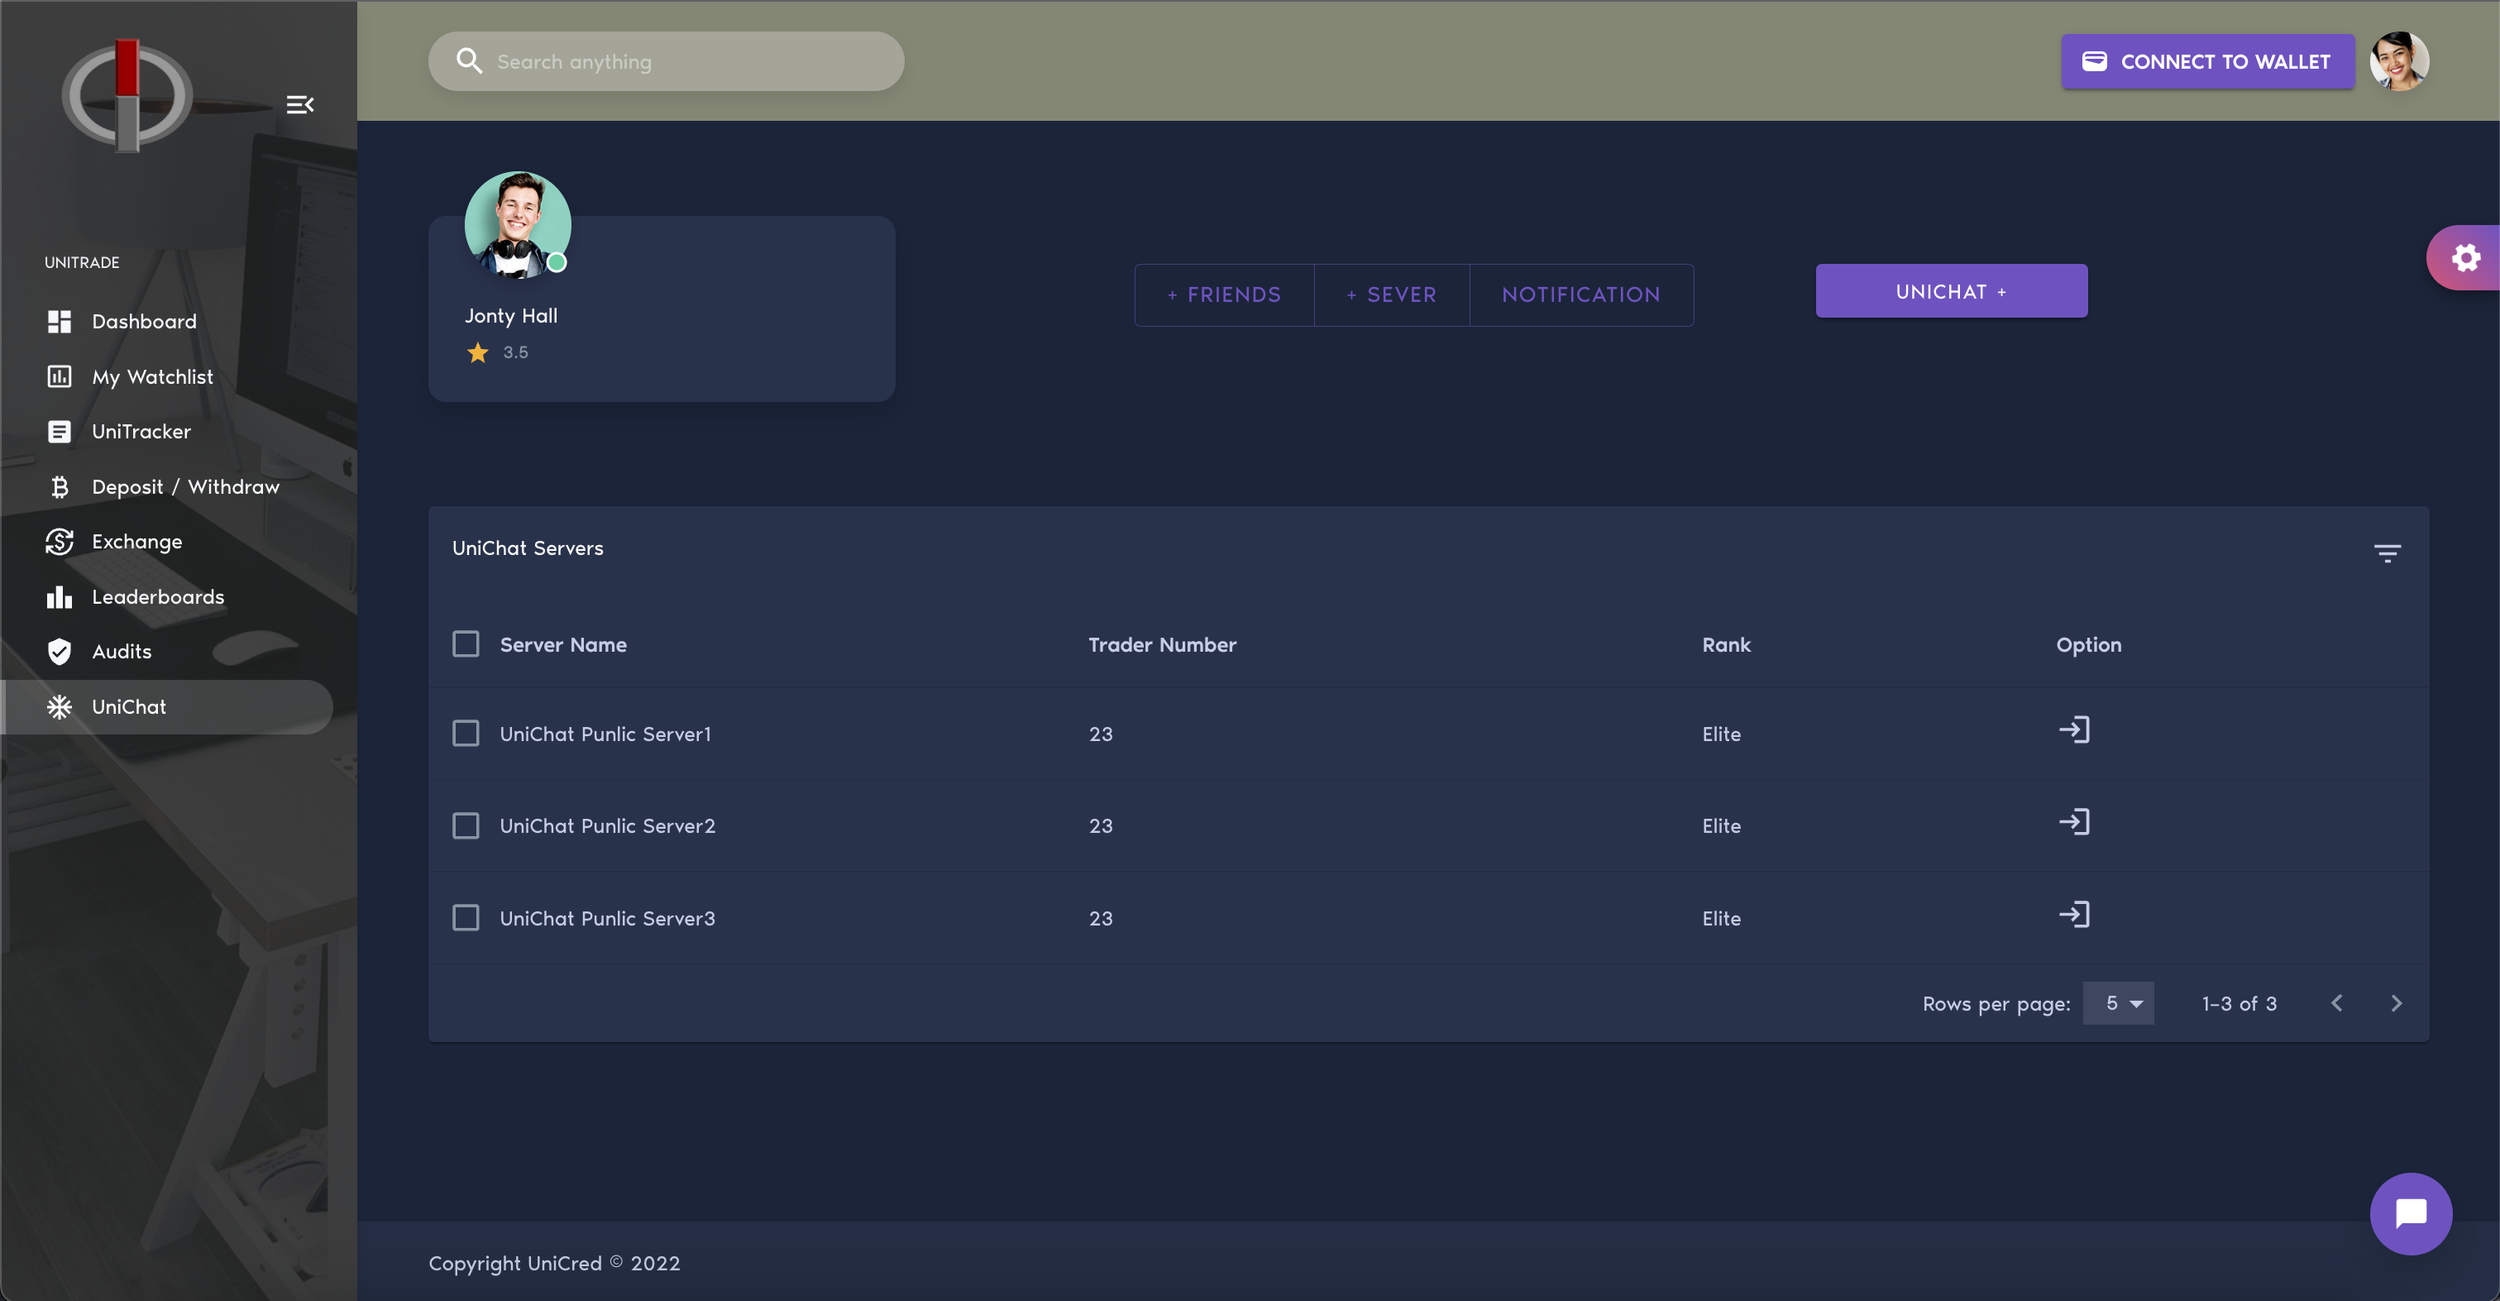 Search anything
CONNECT TO WALLET
UNITRADE
Dashboard
My Watchlist
UniTracker
Deposit / Withdraw
Exchange
Leaderboards
Audits
UniChat
Jonty Hall
3.5
+ FRIENDS
+ SEVER
NOTIFICATION
UNICHAT +
UniChat Servers
Server Name Trader Number Rank Option
UniChat Punlic Server1 23 Elite
UniChat Punlic Server2 23 Elite
UniChat Punlic Server3 23 Elite
Rows per page: 5 1–3 of 3
Copyright UniCred © 2022